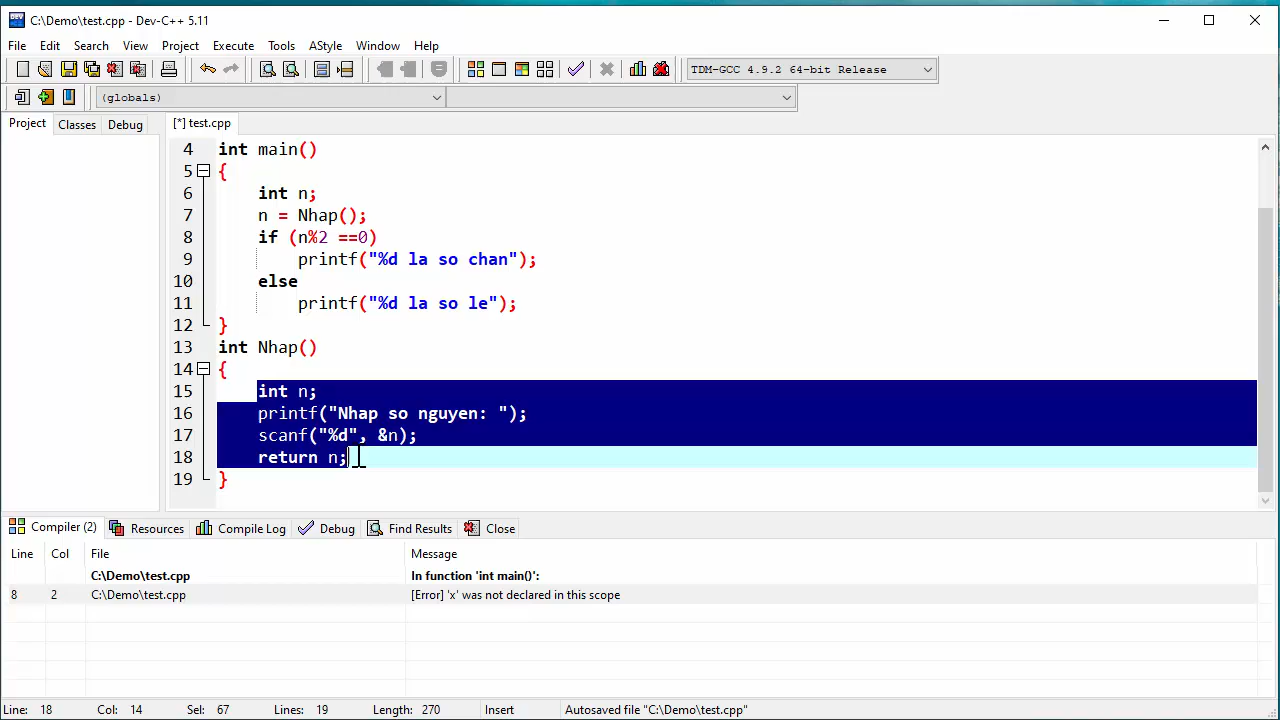 C:\Demo\test.cpp - Dev-C++ 5.11
File Edit Search View Project Execute Tools AStyle Window Help
TDM-GCC 4.9.2 64-bit Release
(globals)
Project Classes Debug [*] test.cpp
4 int main()
5 {
6 int n;
7 n = Nhap();
8 if (n%2 ==0)
9 printf("%d la so chan");
10 else
11 printf("%d la so le");
12 }
13 int Nhap()
14 {
15 int n;
16 printf("Nhap so nguyen: ");
17 scanf("%d", &n);
18 return n;
19 }
Compiler (2) Resources Compile Log Debug Find Results Close
Line Col File Message
C:\Demo\test.cpp In function 'int main()':
8 2 C:\Demo\test.cpp [Error] 'x' was not declared in this scope
Line: 18 Col: 14 Sel: 67 Lines: 19 Length: 270 Insert Autosaved file "C:\Demo\test.cpp"